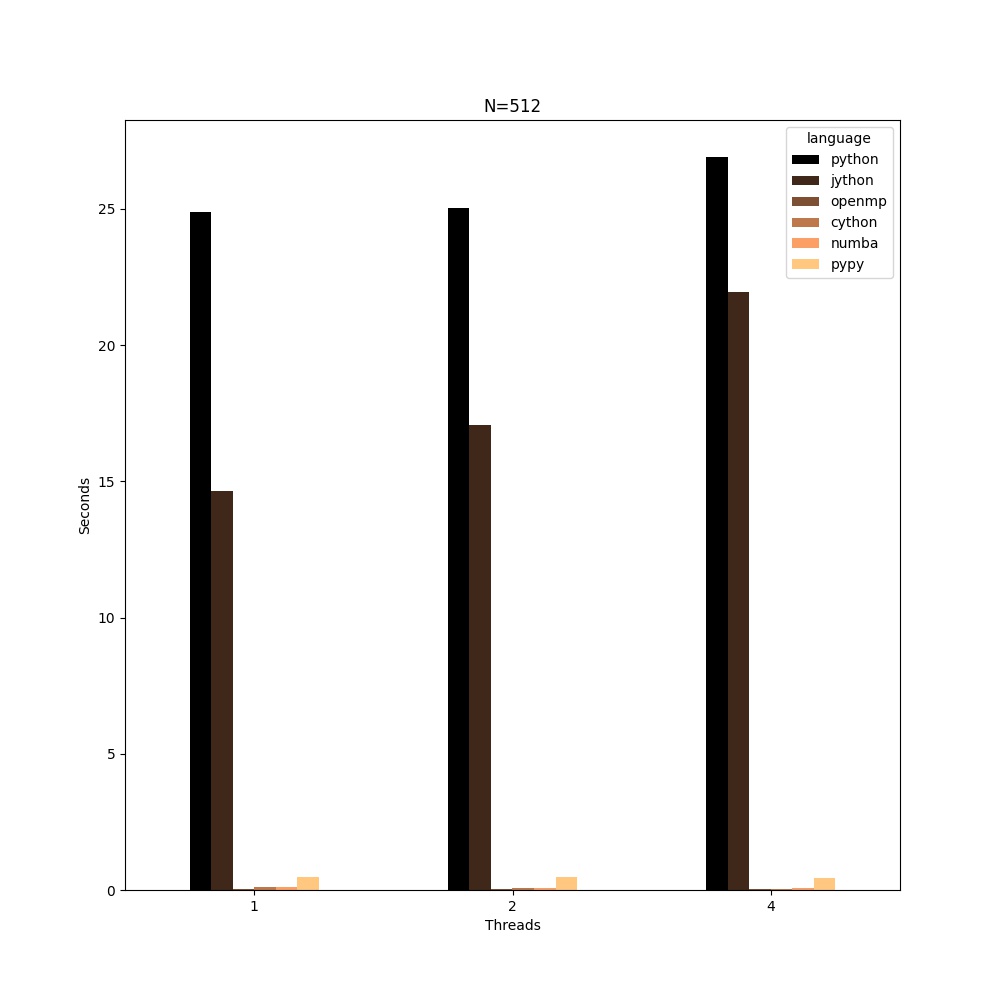 N=512
language
python
jython
openmp
cython
numba
pypy
25
20
15
10
5
0
Seconds
1 2 4
Threads